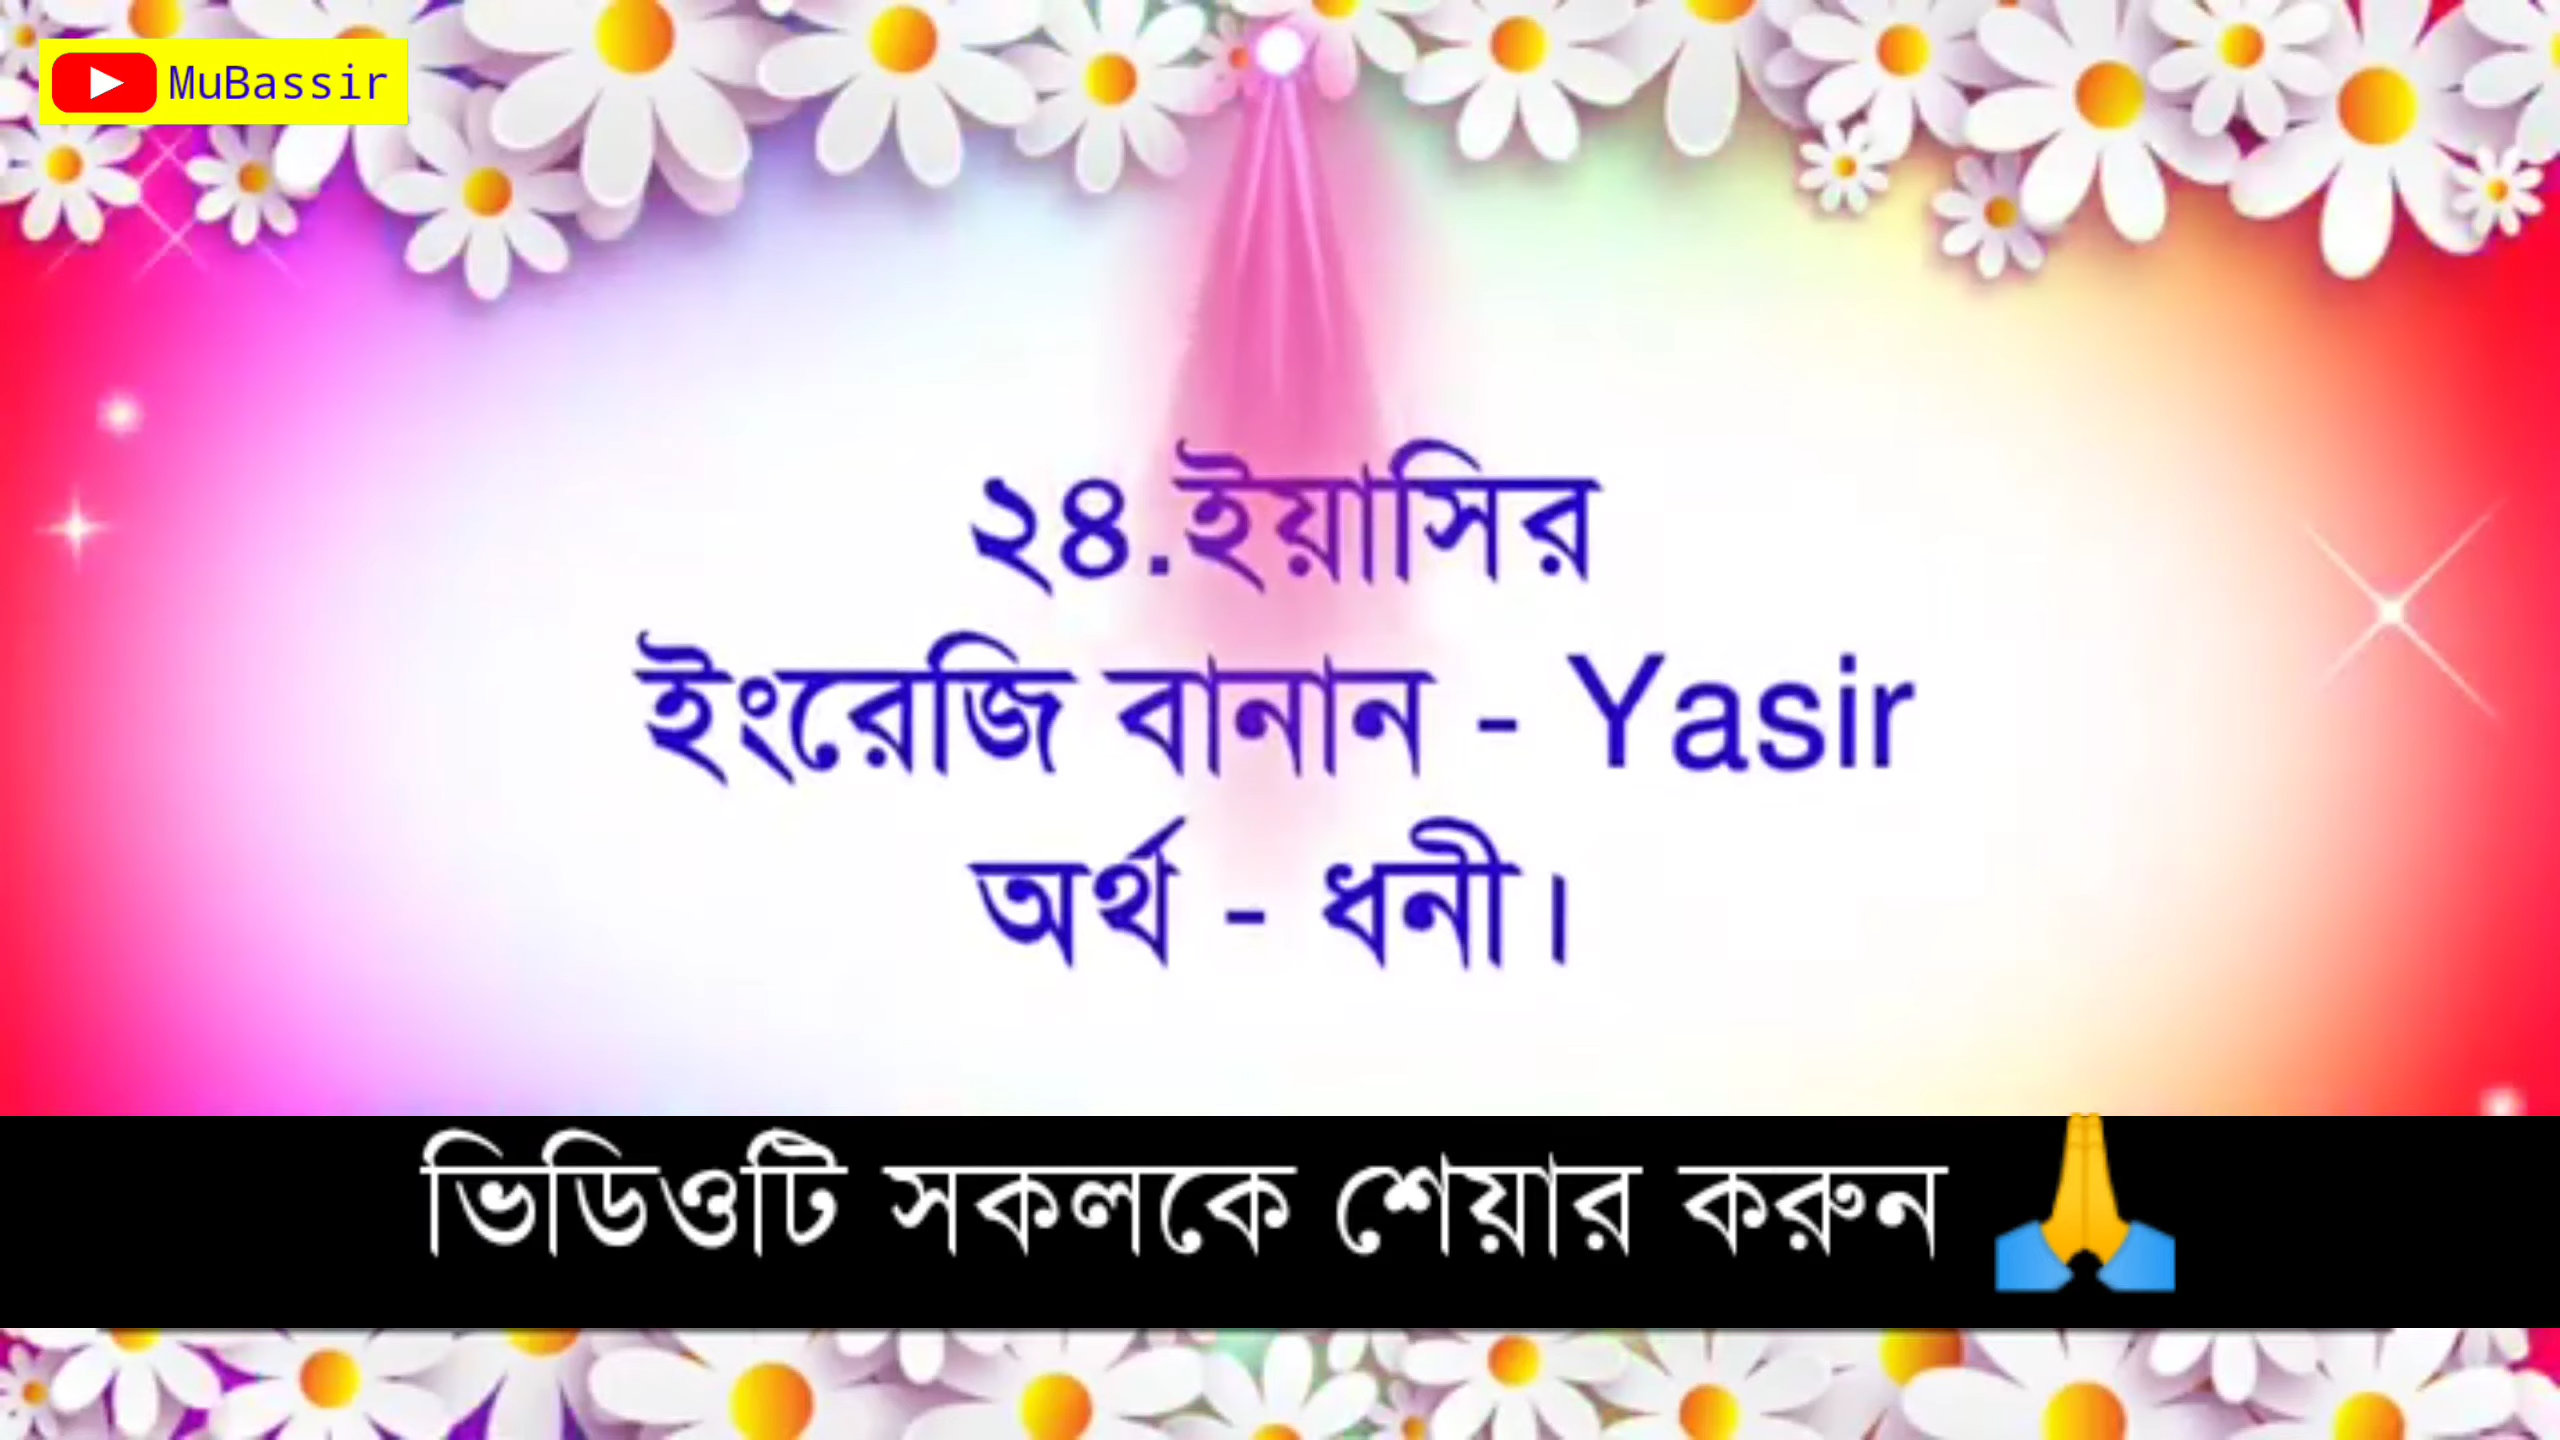 MuBassir
২৪.ইয়াসির
ইংরেজি বানান - Yasir
অর্থ - ধনী।
ভিডিওটি সকলকে শেয়ার করুন 🙏